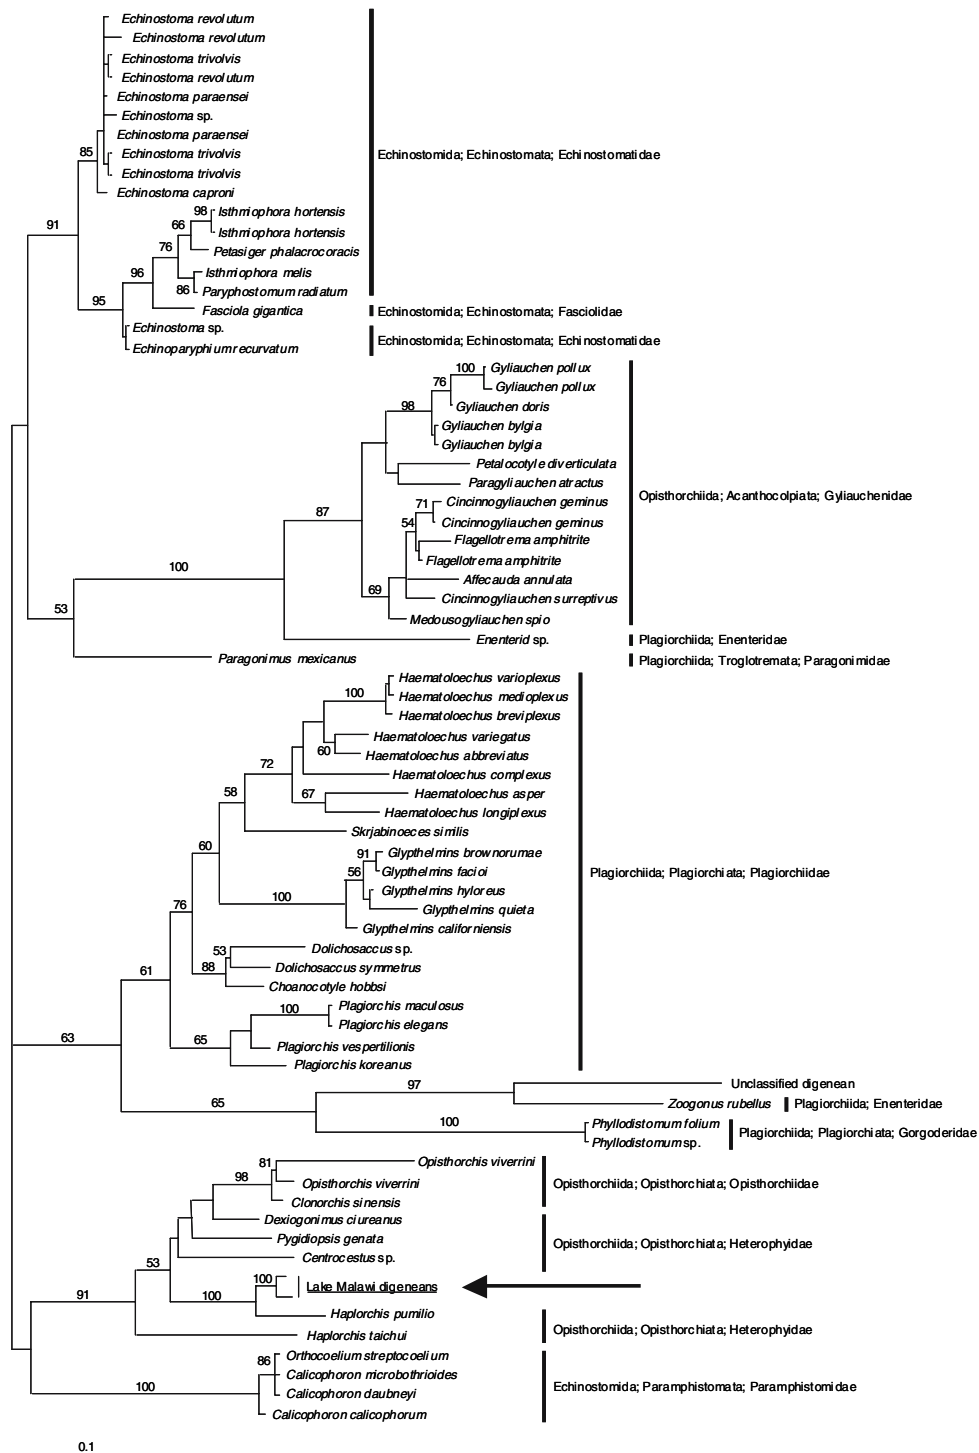 Echinostoma revolutum
Echinostoma revolutum
Echinostoma trivolvis
Echinostoma revolutum
Echinostoma paraensei
Echinostoma sp.
Echinostoma paraensei
85
Echinostoma trivolvis
Echinostomida; Echinostomata; Echinostomatidae
Echinostoma trivolvis
Echinostoma caproni
98
Isthmiophora hortensis
91
66
Isthmiophora hortensis
76
Petasiger phalacrocoracis
96
Isthmiophora melis
86
Paryphostomum radiatum
95
Fasciola gigantica
Echinostomida; Echinostomata; Fasciolidae
Echinostoma sp.
Echinostomida; Echinostomata; Echinostomatidae
Echinoparyphium recurvatum
100
Gyliauchen pollux
76
Gyliauchen pollux
98
Gyliauchen doris
Gyliauchen bylgia
Gyliauchen bylgia
Petalocotyle diverticulata
Paragyliauchen atractus
Opisthorchiida; Acanthocolpiata; Gyliauchenidae
71
Cincinnogyliauchen geminus
87
54
Cincinnogyliauchen geminus
Flagellotrema amphitrite
Flagellotrema amphitrite
100
Affecauda annulata
69
Cincinnogyliauchen surreptivus
53
Medousogyliauchen spio
Enenterid sp.
Plagiorchiida; Enenteridae
Paragonimus mexicanus
Plagiorchiida; Troglotremata; Paragonimidae
Haematoloechus varioplexus
100
Haematoloechus medioplexus
Haematoloechus breviplexus
Haematoloechus variegatus
60
Haematoloechus abbreviatus
72
Haematoloechus complexus
58
67
Haematoloechus asper
Haematoloechus longiplexus
Skrjabinoeces similis
60
91
Glypthelmins brownorumae
56
Glypthelmins facioi
Plagiorchiida; Plagiorchiata; Plagiorchiidae
100
Glypthelmins hyloreus
76
Glypthelmins quieta
Glypthelmins californiensis
53
Dolichosaccus sp.
61
88
Dolichosaccus symmetrus
Choanocotyle hobbsi
100
Plagiorchis maculosus
Plagiorchis elegans
63
65
Plagiorchis vespertilionis
Plagiorchis koreanus
97
Unclassified digenean
65
Zoogonus rubellus
Plagiorchiida; Enenteridae
100
Phyllodistomum folium
Plagiorchiida; Plagiorchiata; Gorgoderidae
Phyllodistomum sp.
81
Opisthorchis viverrini
98
Opisthorchis viverrini
Opisthorchiida; Opisthorchiata; Opisthorchiidae
Clonorchis sinensis
Dexiogonimus ciureanus
Pygidiopsis genata
Opisthorchiida; Opisthorchiata; Heterophyidae
53
Centrocestus sp.
100
Lake Malawi digeneans
91
100
Haplorchis pumilio
Haplorchis taichui
Opisthorchiida; Opisthorchiata; Heterophyidae
86
Orthocoelium streptocoelium
Calicophoron microbothrioides
100
Calicophoron daubneyi
Echinostomida; Paramphistomata; Paramphistomidae
Calicophoron calicophorum
0.1